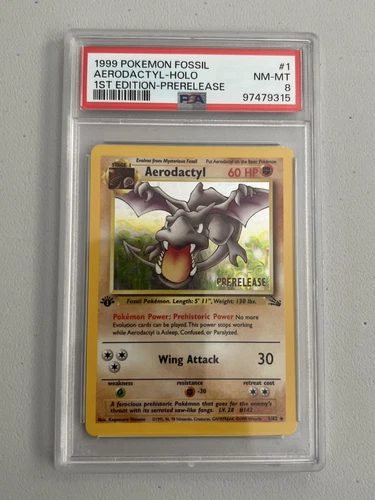 1999 POKEMON FOSSIL #1
AERODACTYL-HOLO NM-MT
1ST EDITION-PRERELEASE 8
PSA 97479315
STAGE 1
Evolves from Mysterious Fossil Put Aerodactyl on the Basic Pokémon
Aerodactyl 60 HP
PRERELEASE
1
Fossil Pokémon. Length: 5' 11", Weight: 130 lbs.
Pokémon Power: Prehistoric Power No more
Evolution cards can be played. This power stops working
while Aerodactyl is Asleep, Confused, or Paralyzed.
Wing Attack 30
weakness resistance retreat cost
-30
A ferocious prehistoric Pokémon that goes for the enemy's
throat with its serrated saw-like fangs. LV. 28 #142
1/62